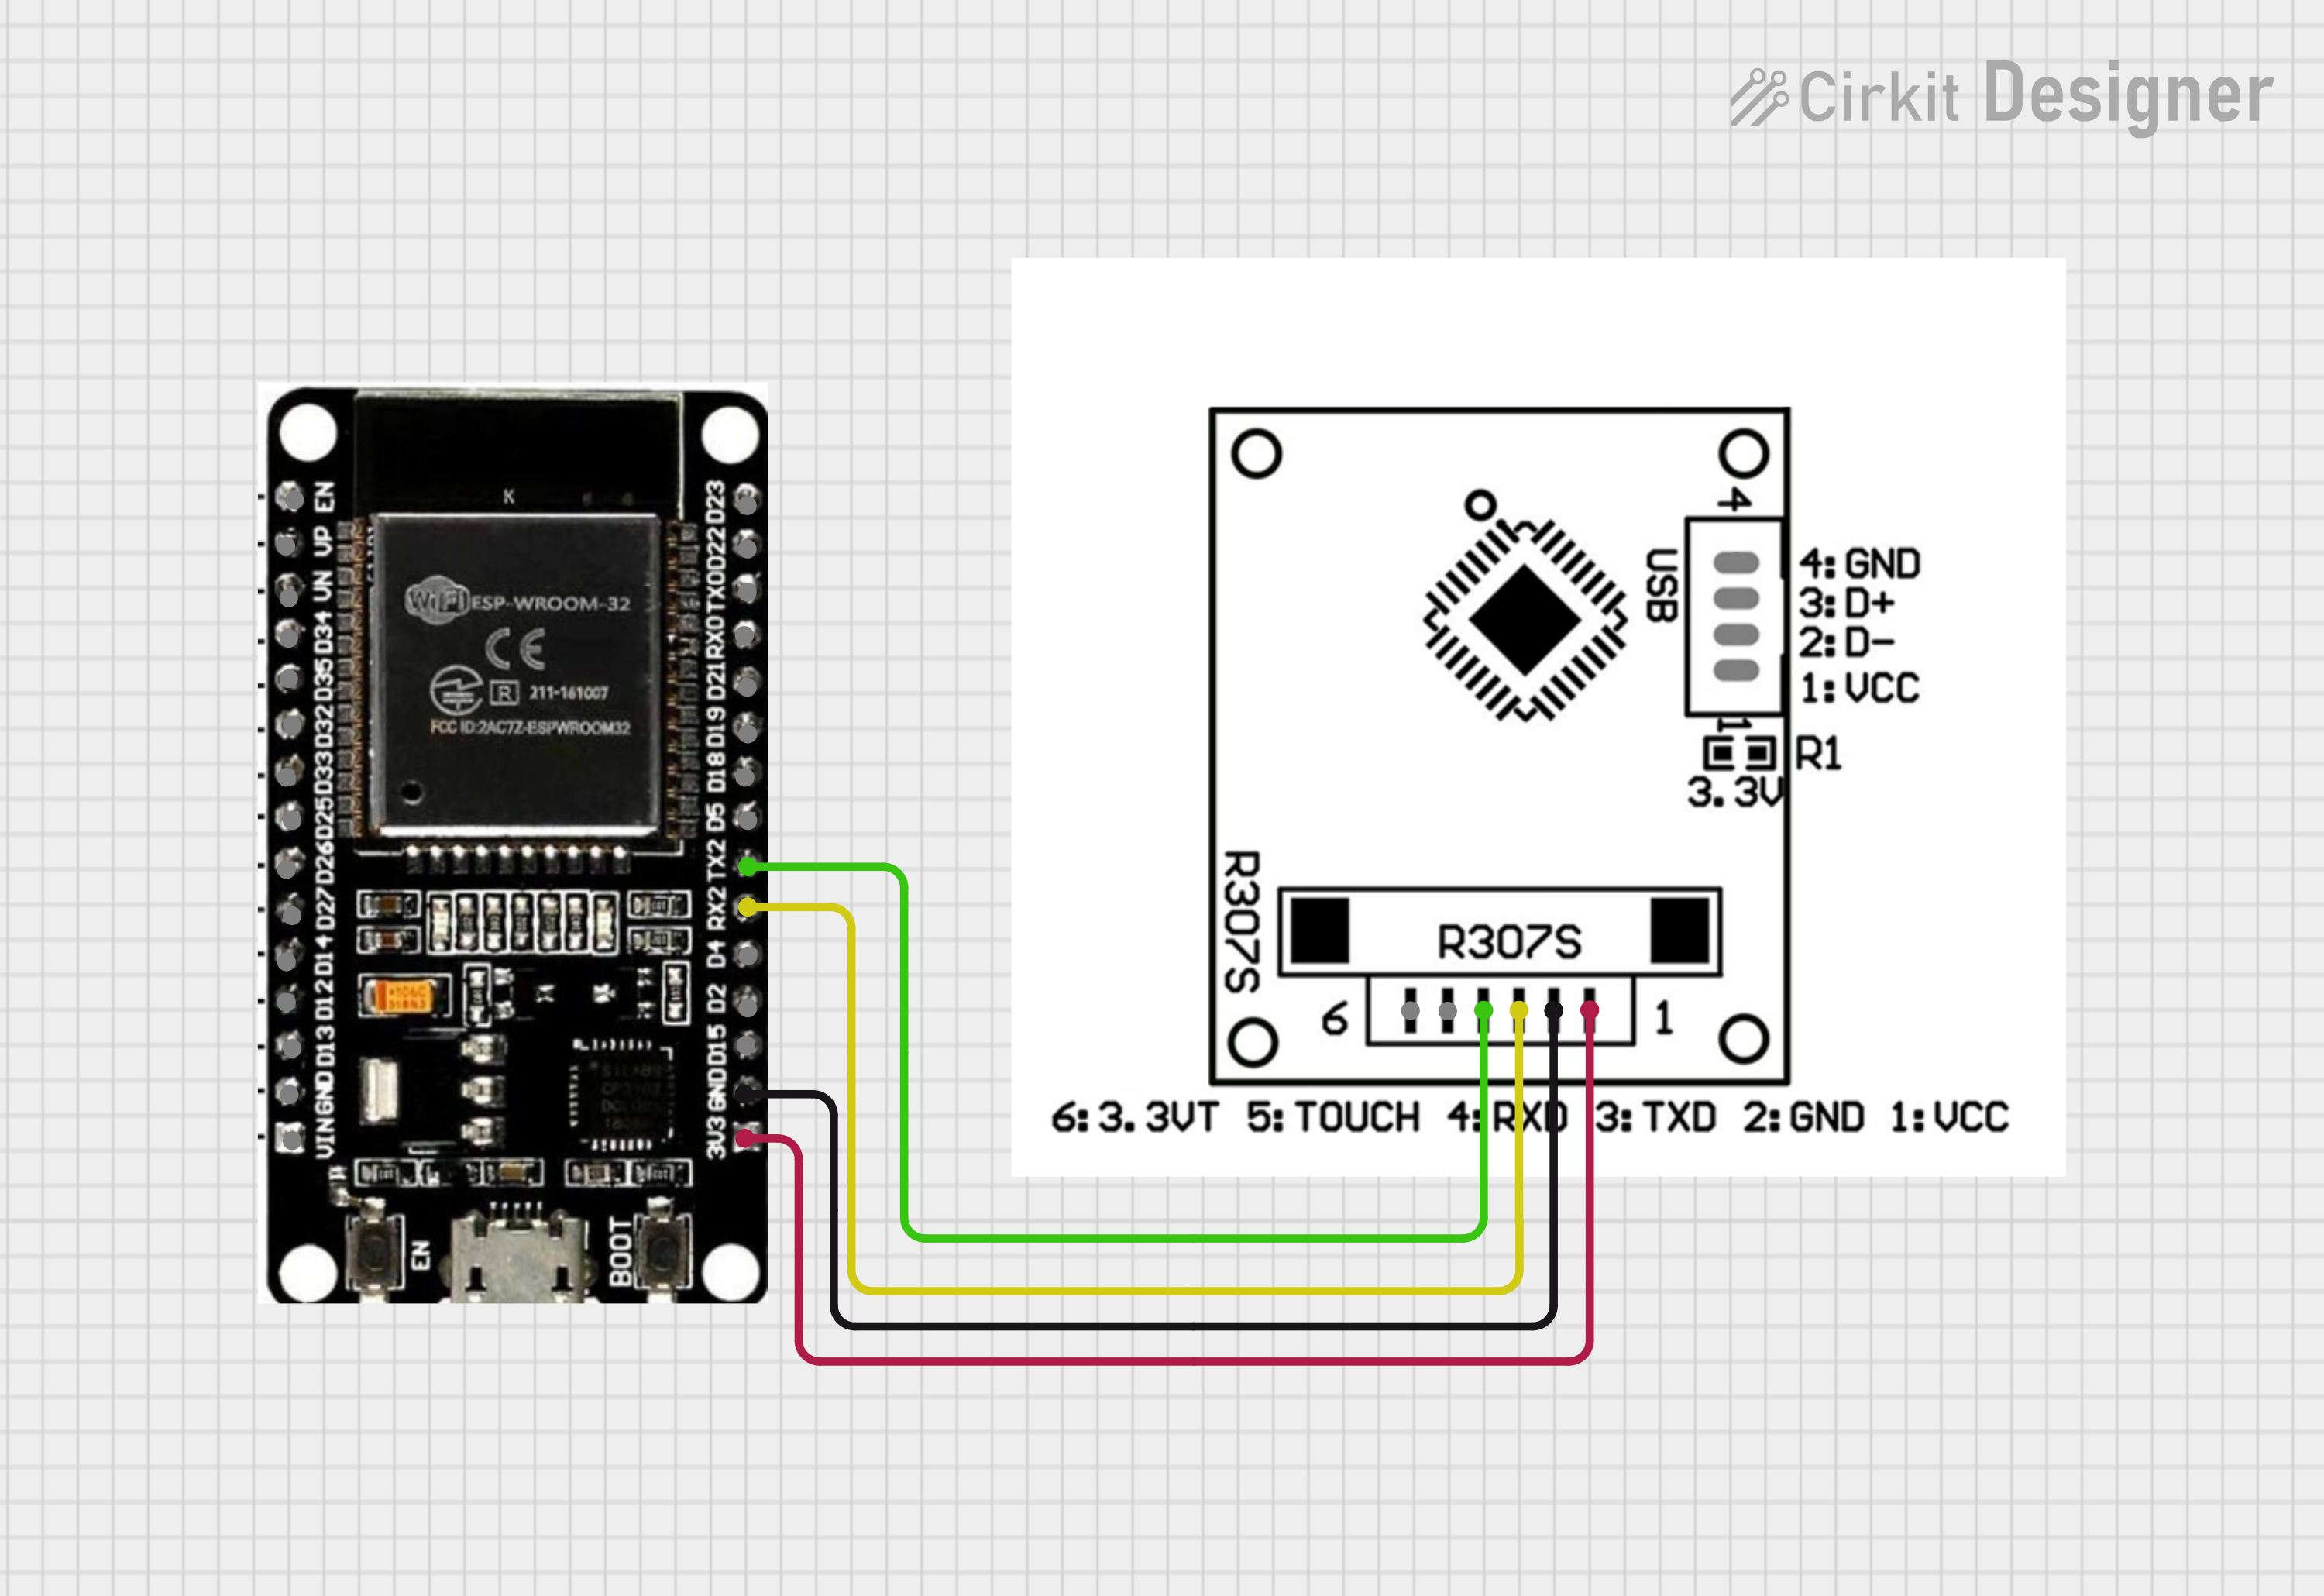 Cirkit Designer
K
WiFi ESP-WROOM-32
CE
R 211-161007
FCC ID:2AC7Z-ESPWROOM32
EN
VP
VN
D34
D35
D32
D33
D25
D26
D27
D14
D12
D13
GND
VIN
D23
D22
TX0
RX0
D21
D19
D18
D5
TX2
RX2
D4
D2
D15
GND
3V3
EN
BOOT
4
USB
4: GND
3: D+
2: D-
1: VCC
1
R1
3.3V
R307S
R307S
6
1
6:3.3VT 5:TOUCH 4:RXD 3:TXD 2:GND 1:VCC